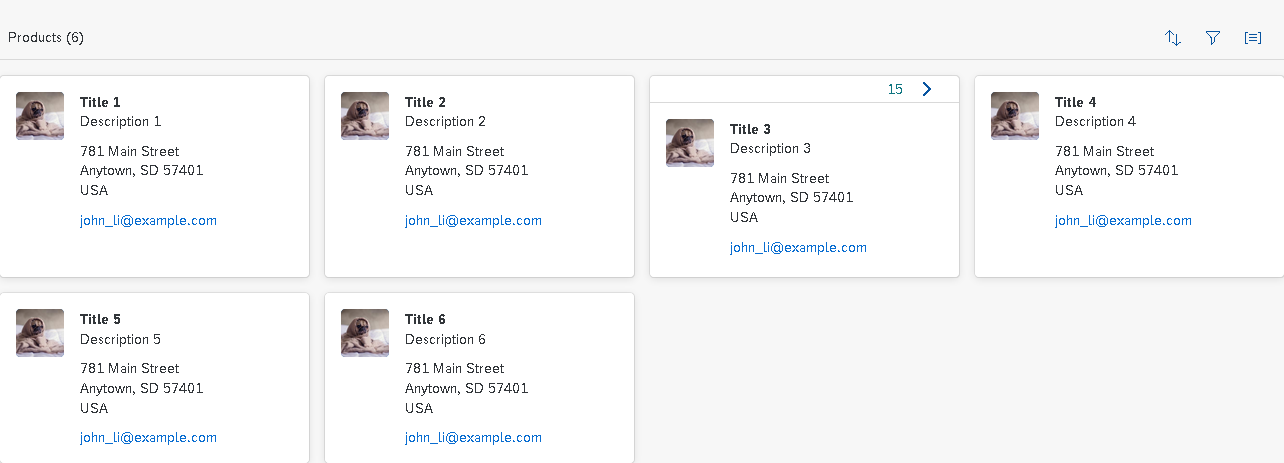 Products (6)
Title 1
Description 1
781 Main Street
Anytown, SD 57401
USA
john_li@example.com
Title 2
Description 2
781 Main Street
Anytown, SD 57401
USA
john_li@example.com
15
Title 3
Description 3
781 Main Street
Anytown, SD 57401
USA
john_li@example.com
Title 4
Description 4
781 Main Street
Anytown, SD 57401
USA
john_li@example.com
Title 5
Description 5
781 Main Street
Anytown, SD 57401
USA
john_li@example.com
Title 6
Description 6
781 Main Street
Anytown, SD 57401
USA
john_li@example.com